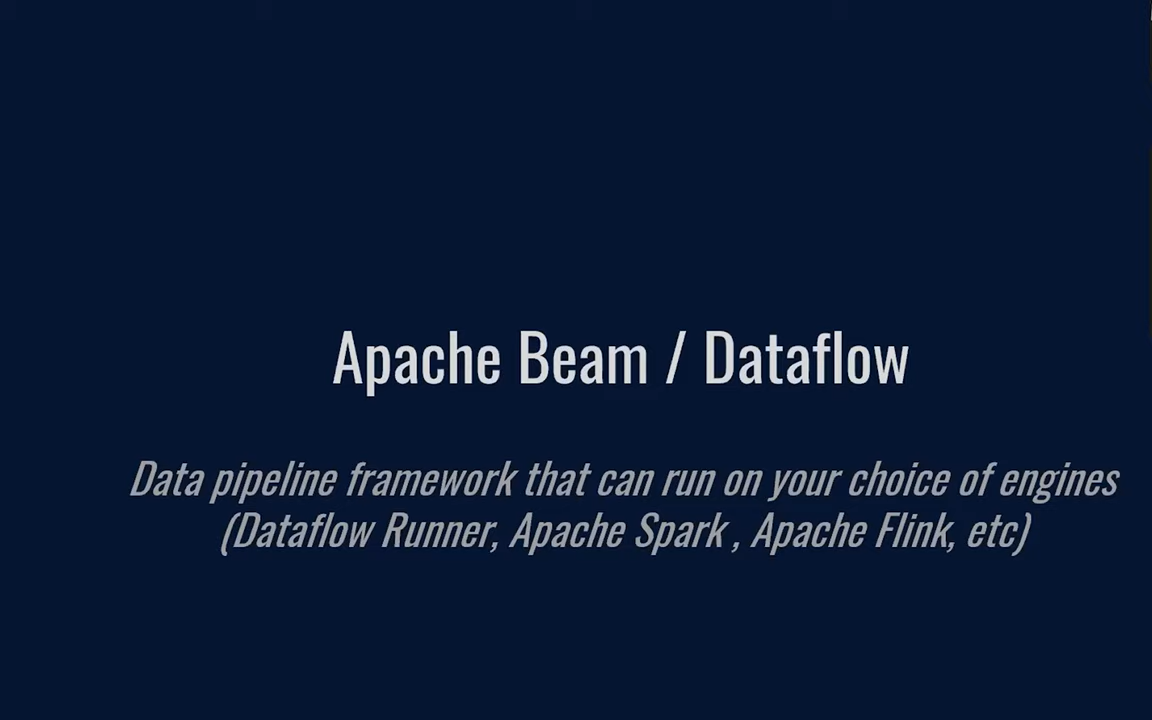 Apache Beam / Dataflow
Data pipeline framework that can run on your choice of engines
(Dataflow Runner, Apache Spark , Apache Flink, etc)